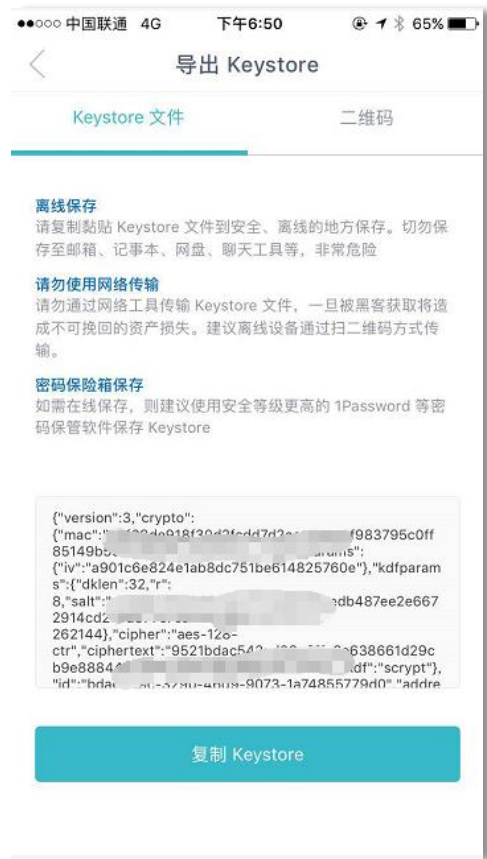 中国联通 4G 下午6:50 65%
导出 Keystore
Keystore 文件 二维码
离线保存
请复制黏贴 Keystore 文件到安全、离线的地方保存。切勿保
存至邮箱、记事本、网盘、聊天工具等，非常危险
请勿使用网络传输
请勿通过网络工具传输 Keystore 文件，一旦被黑客获取将造
成不可挽回的资产损失。建议离线设备通过扫二维码方式传
输。
密码保险箱保存
如需在线保存，则建议使用安全等级更高的 1Password 等密
码保管软件保存 Keystore
{"version":3,"crypto":
{"mac":" f983795c0ff
85149b5 ":
{"iv":"a901c6e824e1ab8dc751be614825760e"},"kdfparam
s":{"dklen":32,"r":
8,"salt":" edb487ee2e667
2914cd2
262144},"cipher":"aes-128-
ctr","ciphertext":"9521bdac54 638661d29c
b9e8884 df":"scrypt"},
"id":"bda 9073-1a74855779d0","addre
复制 Keystore